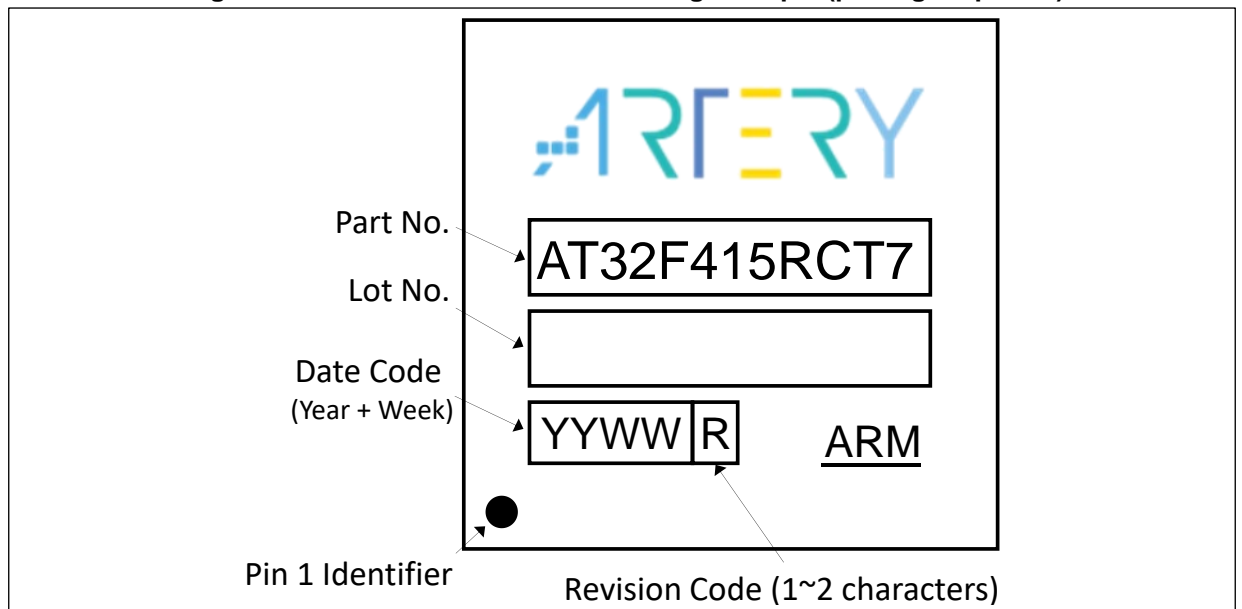 ARTERY
Part No.
AT32F415RCT7
Lot No.
Date Code
(Year + Week)
YYWW R
ARM
Pin 1 Identifier
Revision Code (1~2 characters)